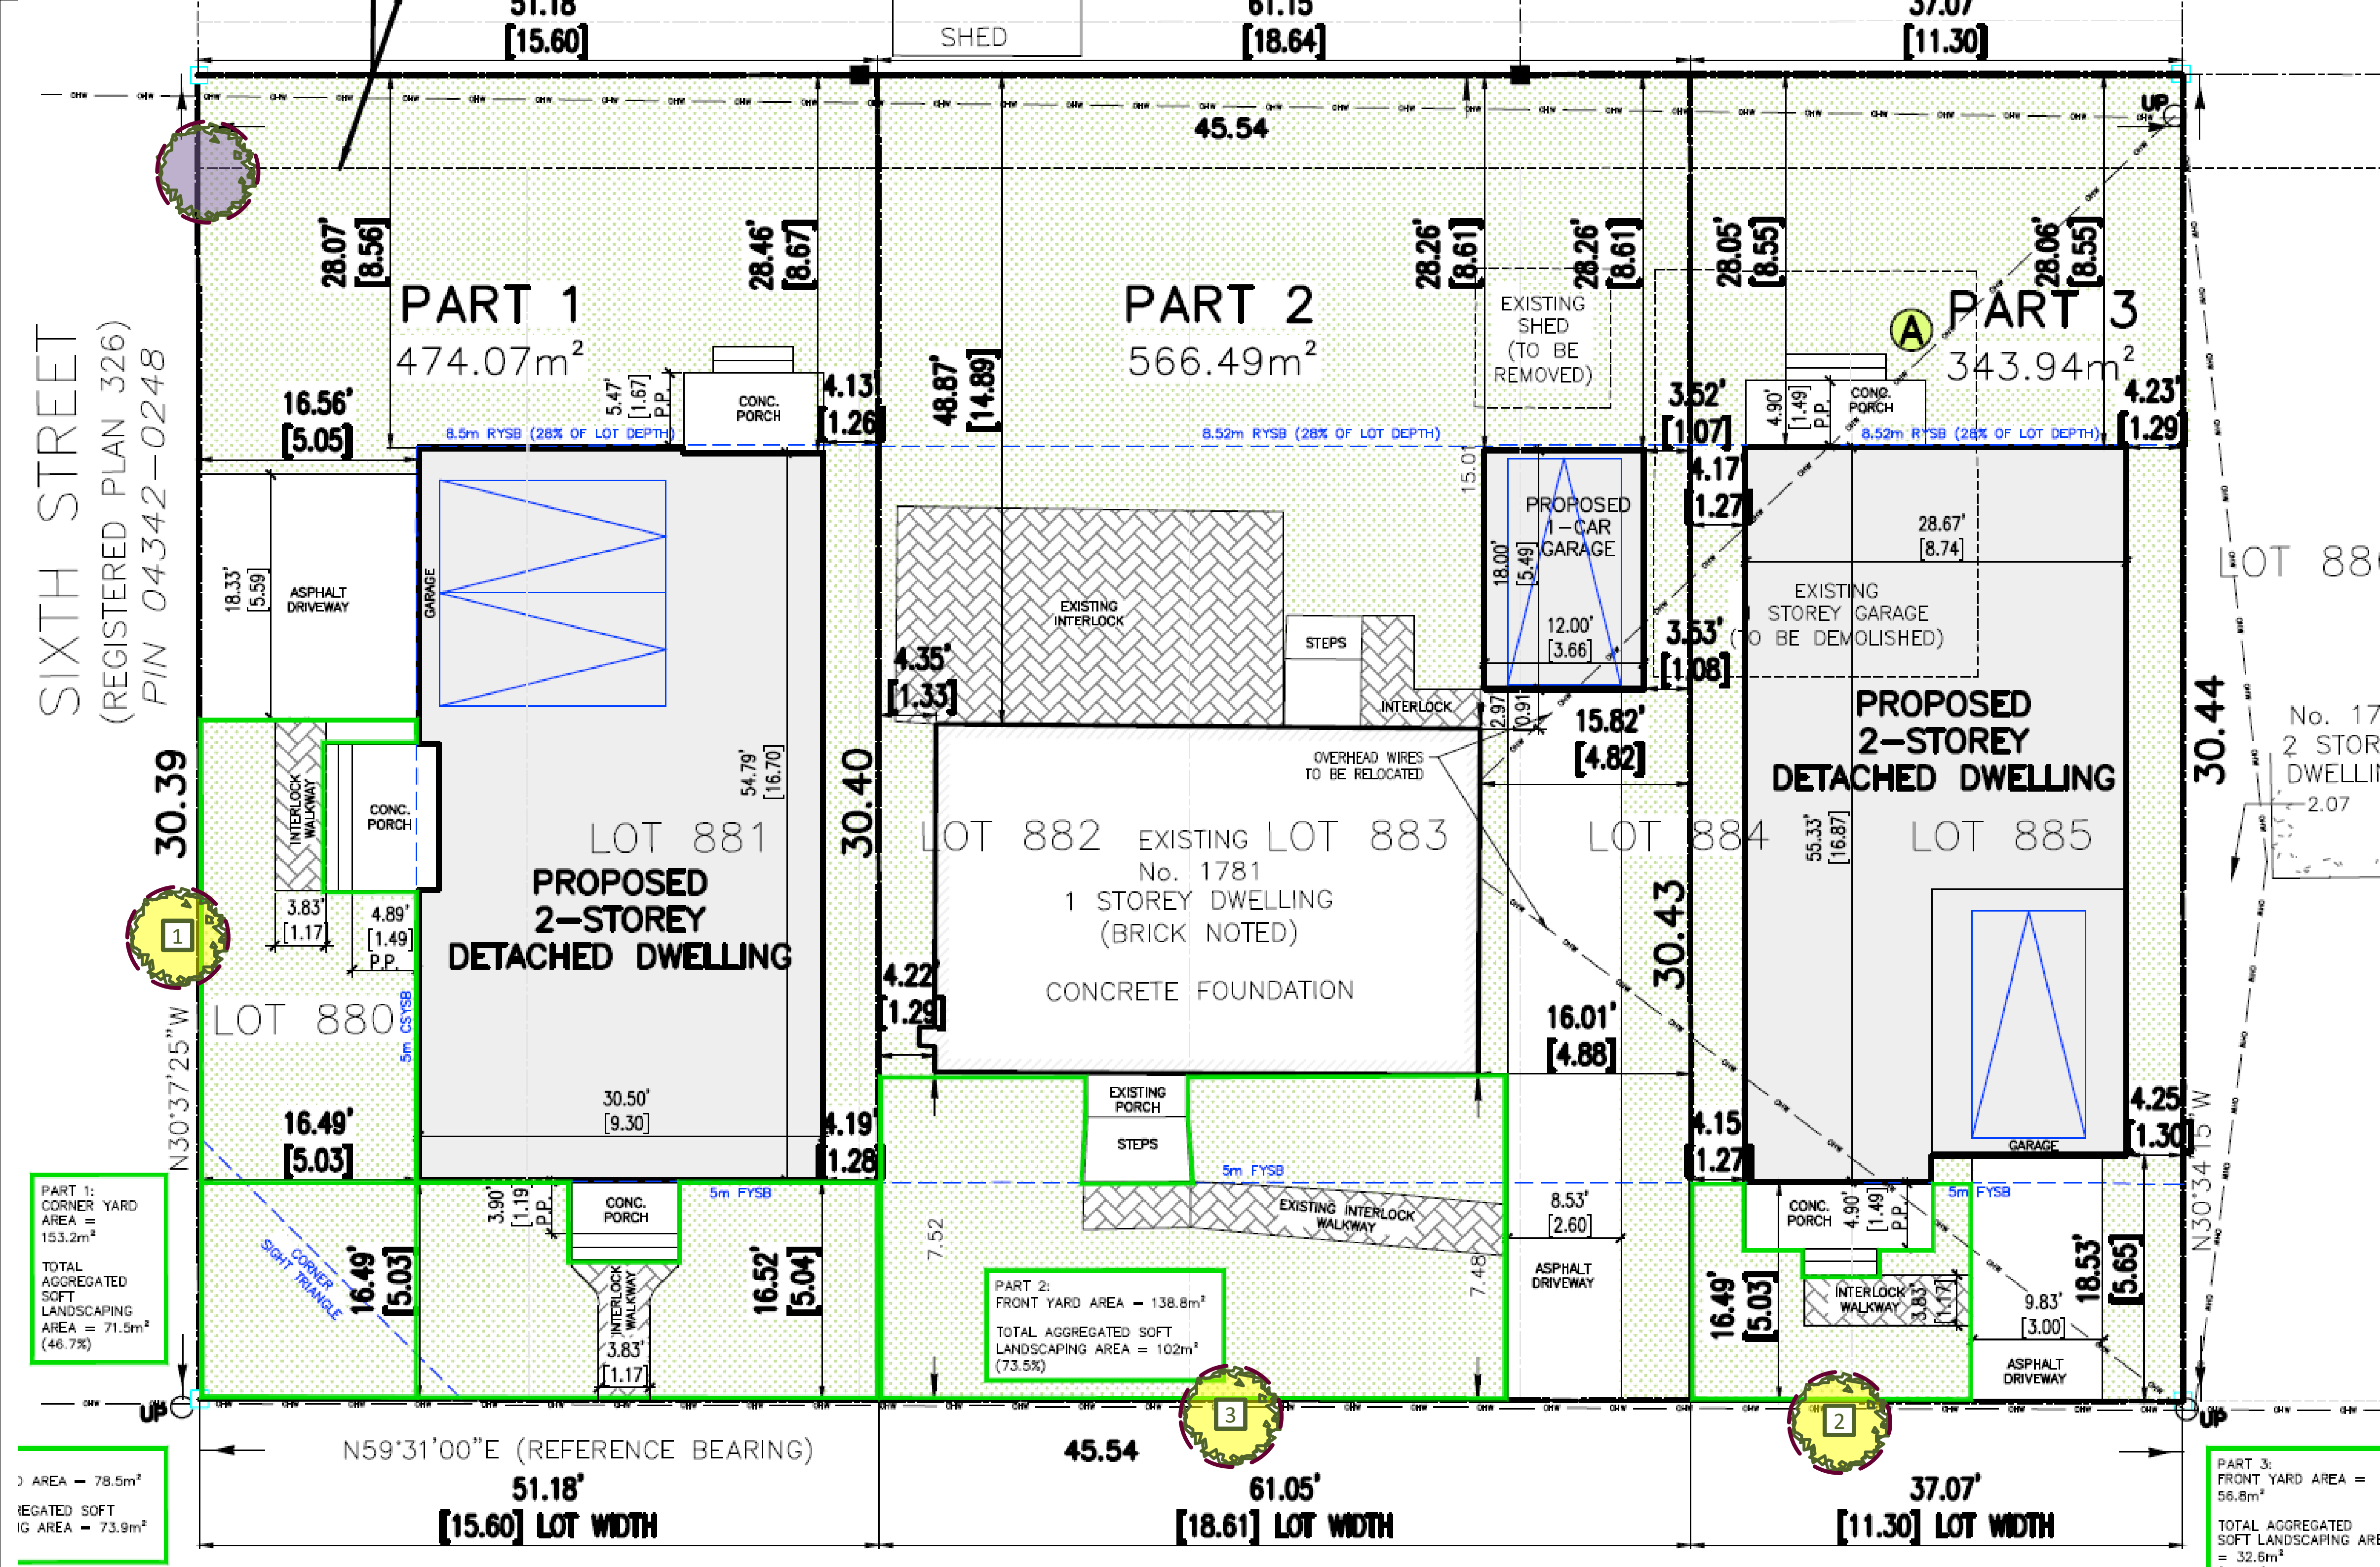 51.18'
[15.60]
SHED
61.15'
[18.64]
37.07'
[11.30]
OHW
45.54
UP
28.07'
[8.56]
28.46'
[8.67]
28.26'
[8.61]
28.26'
[8.61]
28.05'
[8.55]
28.06'
[8.55]
PART 1
474.07m²
PART 2
566.49m²
PART 3
343.94m²
A
EXISTING
SHED
(TO BE
REMOVED)
SIXTH STREET
(REGISTERED PLAN 326)
PIN 04342-0248
16.56'
[5.05]
5.47'
[1.67]
P.P.
CONC.
PORCH
4.13'
[1.26]
48.87'
[14.89]
3.52'
[1.07]
4.90'
[1.49]
P.P.
CONC.
PORCH
4.23'
[1.29]
8.5m RYSB (28% OF LOT DEPTH)
8.52m RYSB (28% OF LOT DEPTH)
8.52m RYSB (28% OF LOT DEPTH)
15.01
4.17'
[1.27]
PROPOSED
1-CAR
GARAGE
18.00'
[5.49]
12.00'
[3.66]
28.67'
[8.74]
18.33'
[5.59]
ASPHALT
DRIVEWAY
GARAGE
EXISTING
INTERLOCK
STEPS
INTERLOCK
EXISTING
STOREY GARAGE
(TO BE DEMOLISHED)
3.53'
[1.08]
4.35'
[1.33]
2.97'
[0.91]
15.82'
[4.82]
OVERHEAD WIRES
TO BE RELOCATED
PROPOSED
2-STOREY
DETACHED DWELLING
30.44
2.07
30.39
INTERLOCK
WALKWAY
CONC.
PORCH
54.79'
[16.70]
30.40
LOT 880
LOT 881
LOT 882
LOT 883
LOT 884
LOT 885
EXISTING
No. 1781
1 STOREY DWELLING
(BRICK NOTED)
CONCRETE FOUNDATION
PROPOSED
2-STOREY
DETACHED DWELLING
55.33'
[16.87]
30.43
1
3.83'
[1.17]
4.89'
[1.49]
P.P.
5m CSYSB
4.22'
[1.29]
16.01'
[4.88]
N30°37'25"W
16.49'
[5.03]
30.50'
[9.30]
4.19'
[1.28]
EXISTING
PORCH
STEPS
4.15'
[1.27]
GARAGE
4.25'
[1.30]
N30°34'15"W
PART 1:
CORNER YARD
AREA =
153.2m²
TOTAL
AGGREGATED
SOFT
LANDSCAPING
AREA = 71.5m²
(46.7%)
CORNER
SIGHT TRIANGLE
16.49'
[5.03]
3.90'
[1.19]
P.P.
CONC.
PORCH
5m FYSB
16.52'
[5.04]
INTERLOCK
WALKWAY
3.83'
[1.17]
7.52
5m FYSB
EXISTING INTERLOCK
WALKWAY
7.48
PART 2:
FRONT YARD AREA = 138.8m²
TOTAL AGGREGATED SOFT
LANDSCAPING AREA = 102m²
(73.5%)
8.53'
[2.60]
ASPHALT
DRIVEWAY
CONC.
PORCH
4.90'
[1.49]
P.P.
5m FYSB
16.49'
[5.03]
INTERLOCK
WALKWAY
3.83'
[1.17]
9.83'
[3.00]
18.53'
[5.65]
ASPHALT
DRIVEWAY
UP
3
2
UP
N59°31'00"E (REFERENCE BEARING)
45.54
AREA = 78.5m²
SOFT
AREA = 73.9m²
51.18'
[15.60] LOT WIDTH
61.05'
[18.61] LOT WIDTH
37.07'
[11.30] LOT WIDTH
PART 3:
FRONT YARD AREA =
56.8m²
TOTAL AGGREGATED
SOFT LANDSCAPING
= 32.6m²